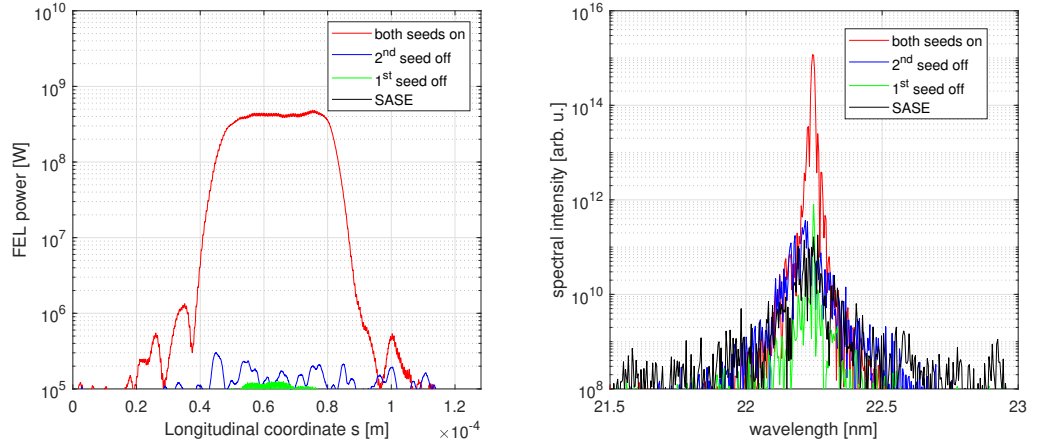 FEL power [W]
10^10
10^9
10^8
10^7
10^6
10^5
both seeds on
2^nd seed off
1^st seed off
SASE
0 0.2 0.4 0.6 0.8 1 1.2
Longitudinal coordinate s [m] ×10^-4
spectral intensity [arb. u.]
10^16
10^14
10^12
10^10
10^8
both seeds on
2^nd seed off
1^st seed off
SASE
21.5 22 22.5 23
wavelength [nm]